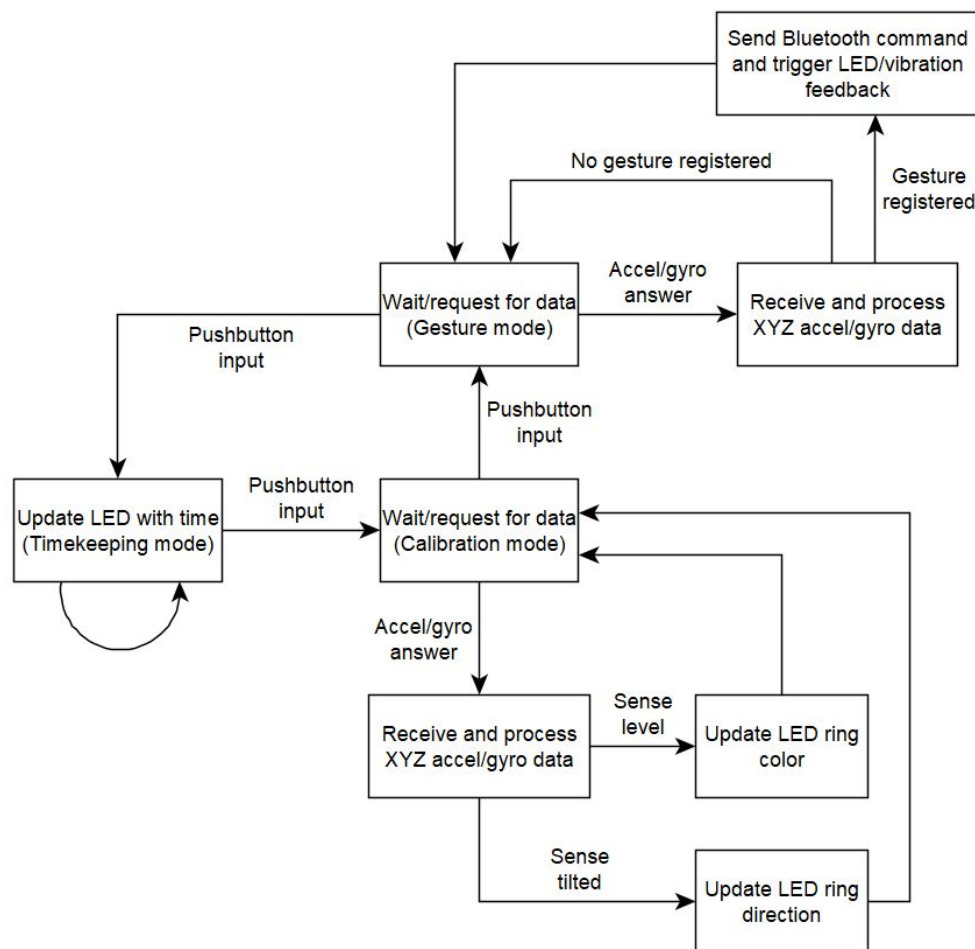 Send Bluetooth command
and trigger LED/vibration
feedback
No gesture registered
Gesture
registered
Wait/request for data
(Gesture mode)
Accel/gyro
answer
Receive and process
XYZ accel/gyro data
Pushbutton
input
Pushbutton
input
Update LED with time
(Timekeeping mode)
Pushbutton
input
Wait/request for data
(Calibration mode)
Accel/gyro
answer
Receive and process
XYZ accel/gyro data
Sense
level
Update LED ring
color
Sense
tilted
Update LED ring
direction